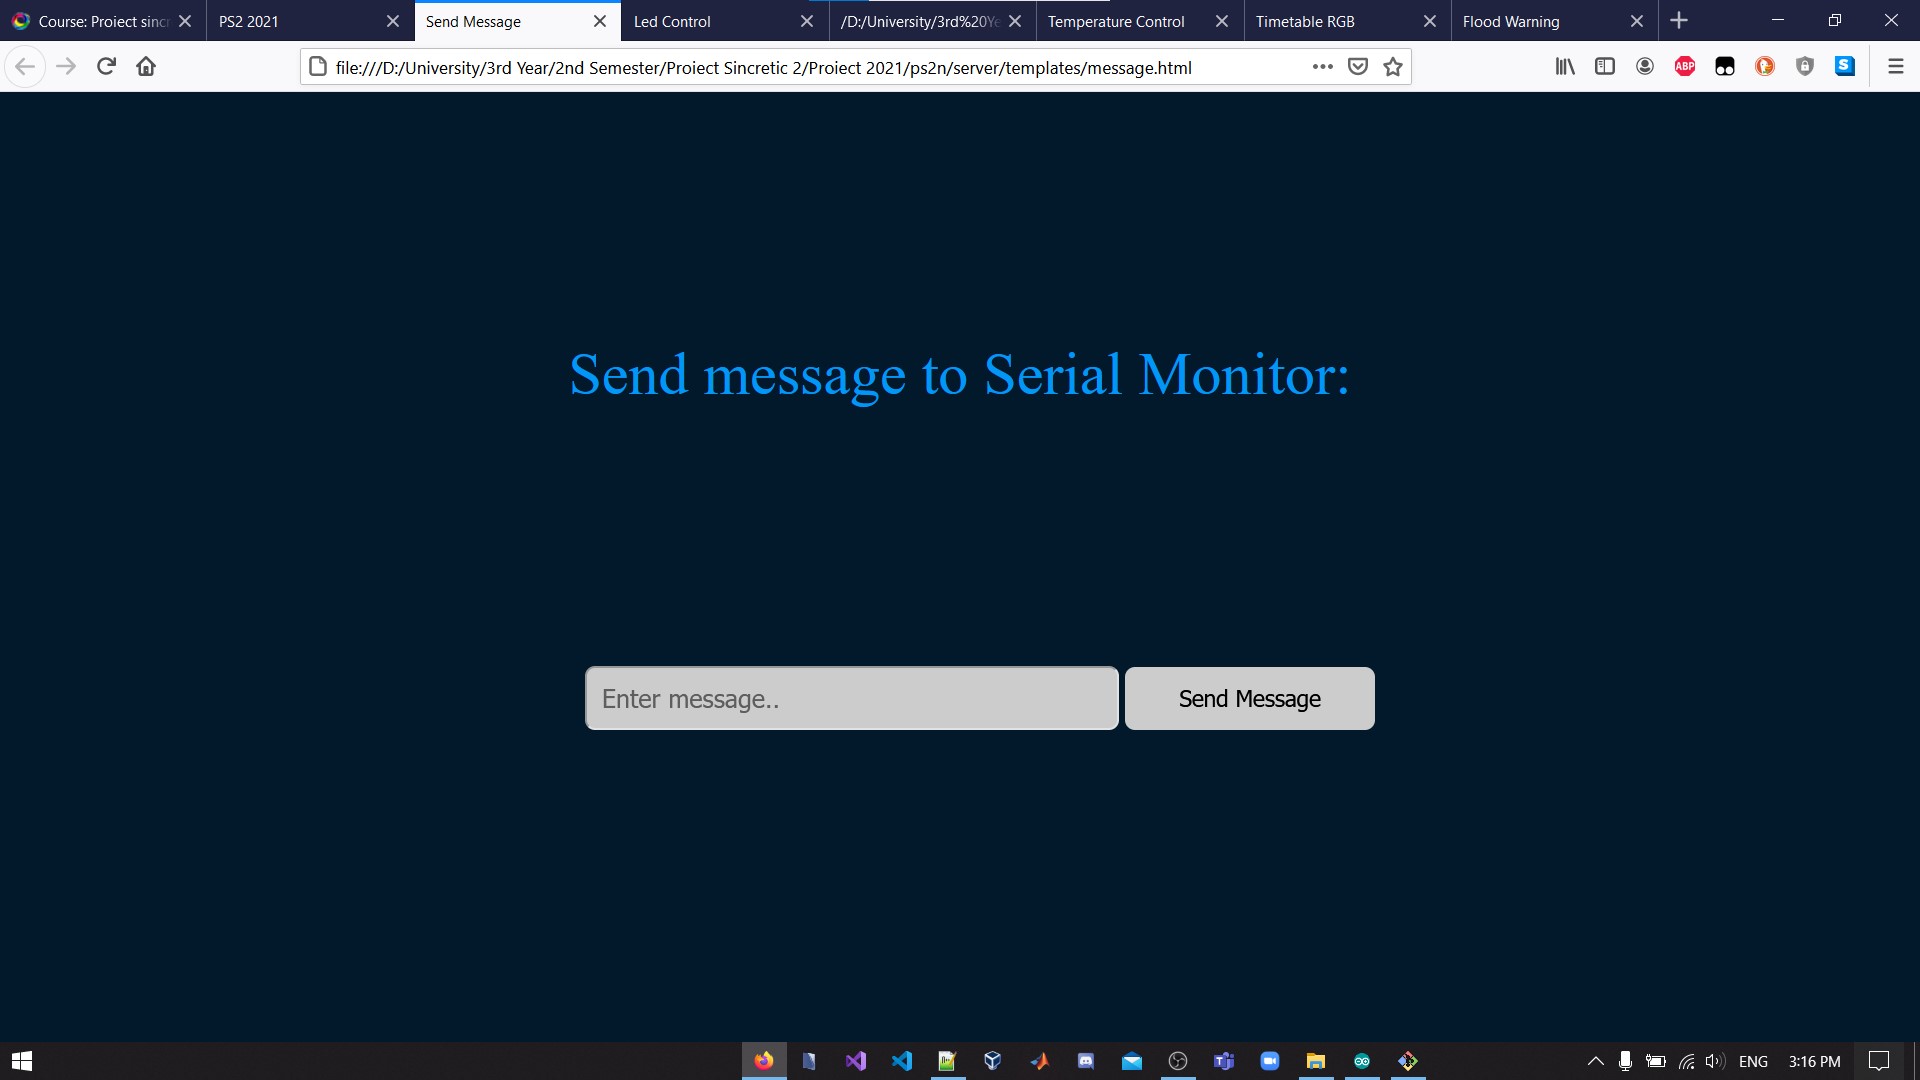 Course: Proiect sincr
PS2 2021
Send Message
Led Control
/D:/University/3rd%20Ye
Temperature Control
Timetable RGB
Flood Warning
file:///D:/University/3rd Year/2nd Semester/Proiect Sincretic 2/Proiect 2021/ps2n/server/templates/message.html
ABP
S
Send message to Serial Monitor:
Enter message..
Send Message
ENG
3:16 PM